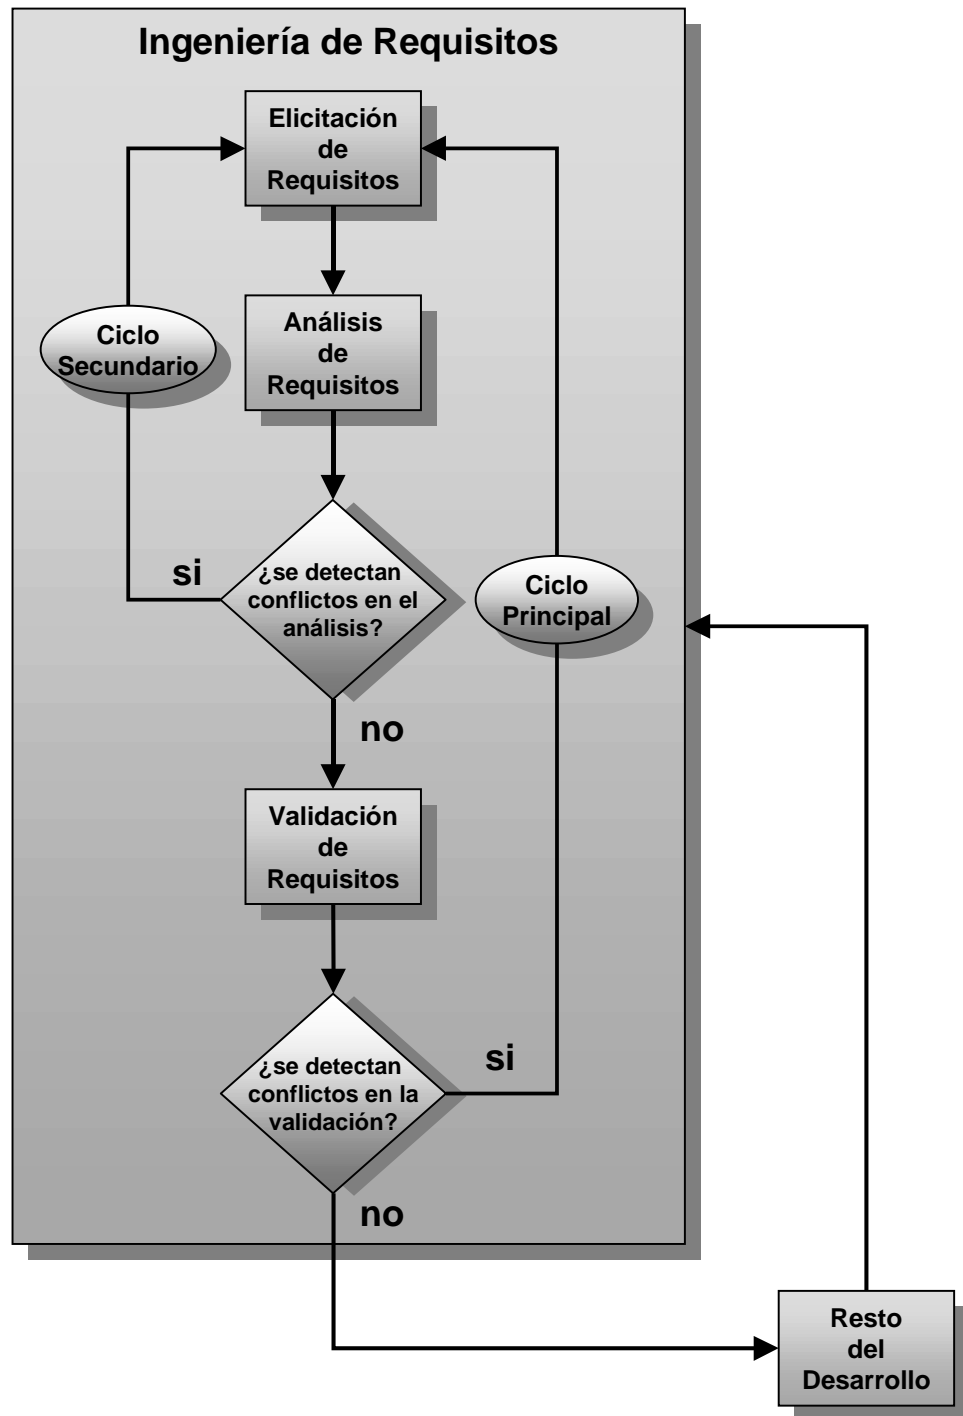 Ingeniería de Requisitos
Elicitación
de
Requisitos
Ciclo
Secundario
Análisis
de
Requisitos
si
¿se detectan
conflictos en el
análisis?
Ciclo
Principal
no
Validación
de
Requisitos
¿se detectan
conflictos en la
validación?
si
no
Resto
del
Desarrollo